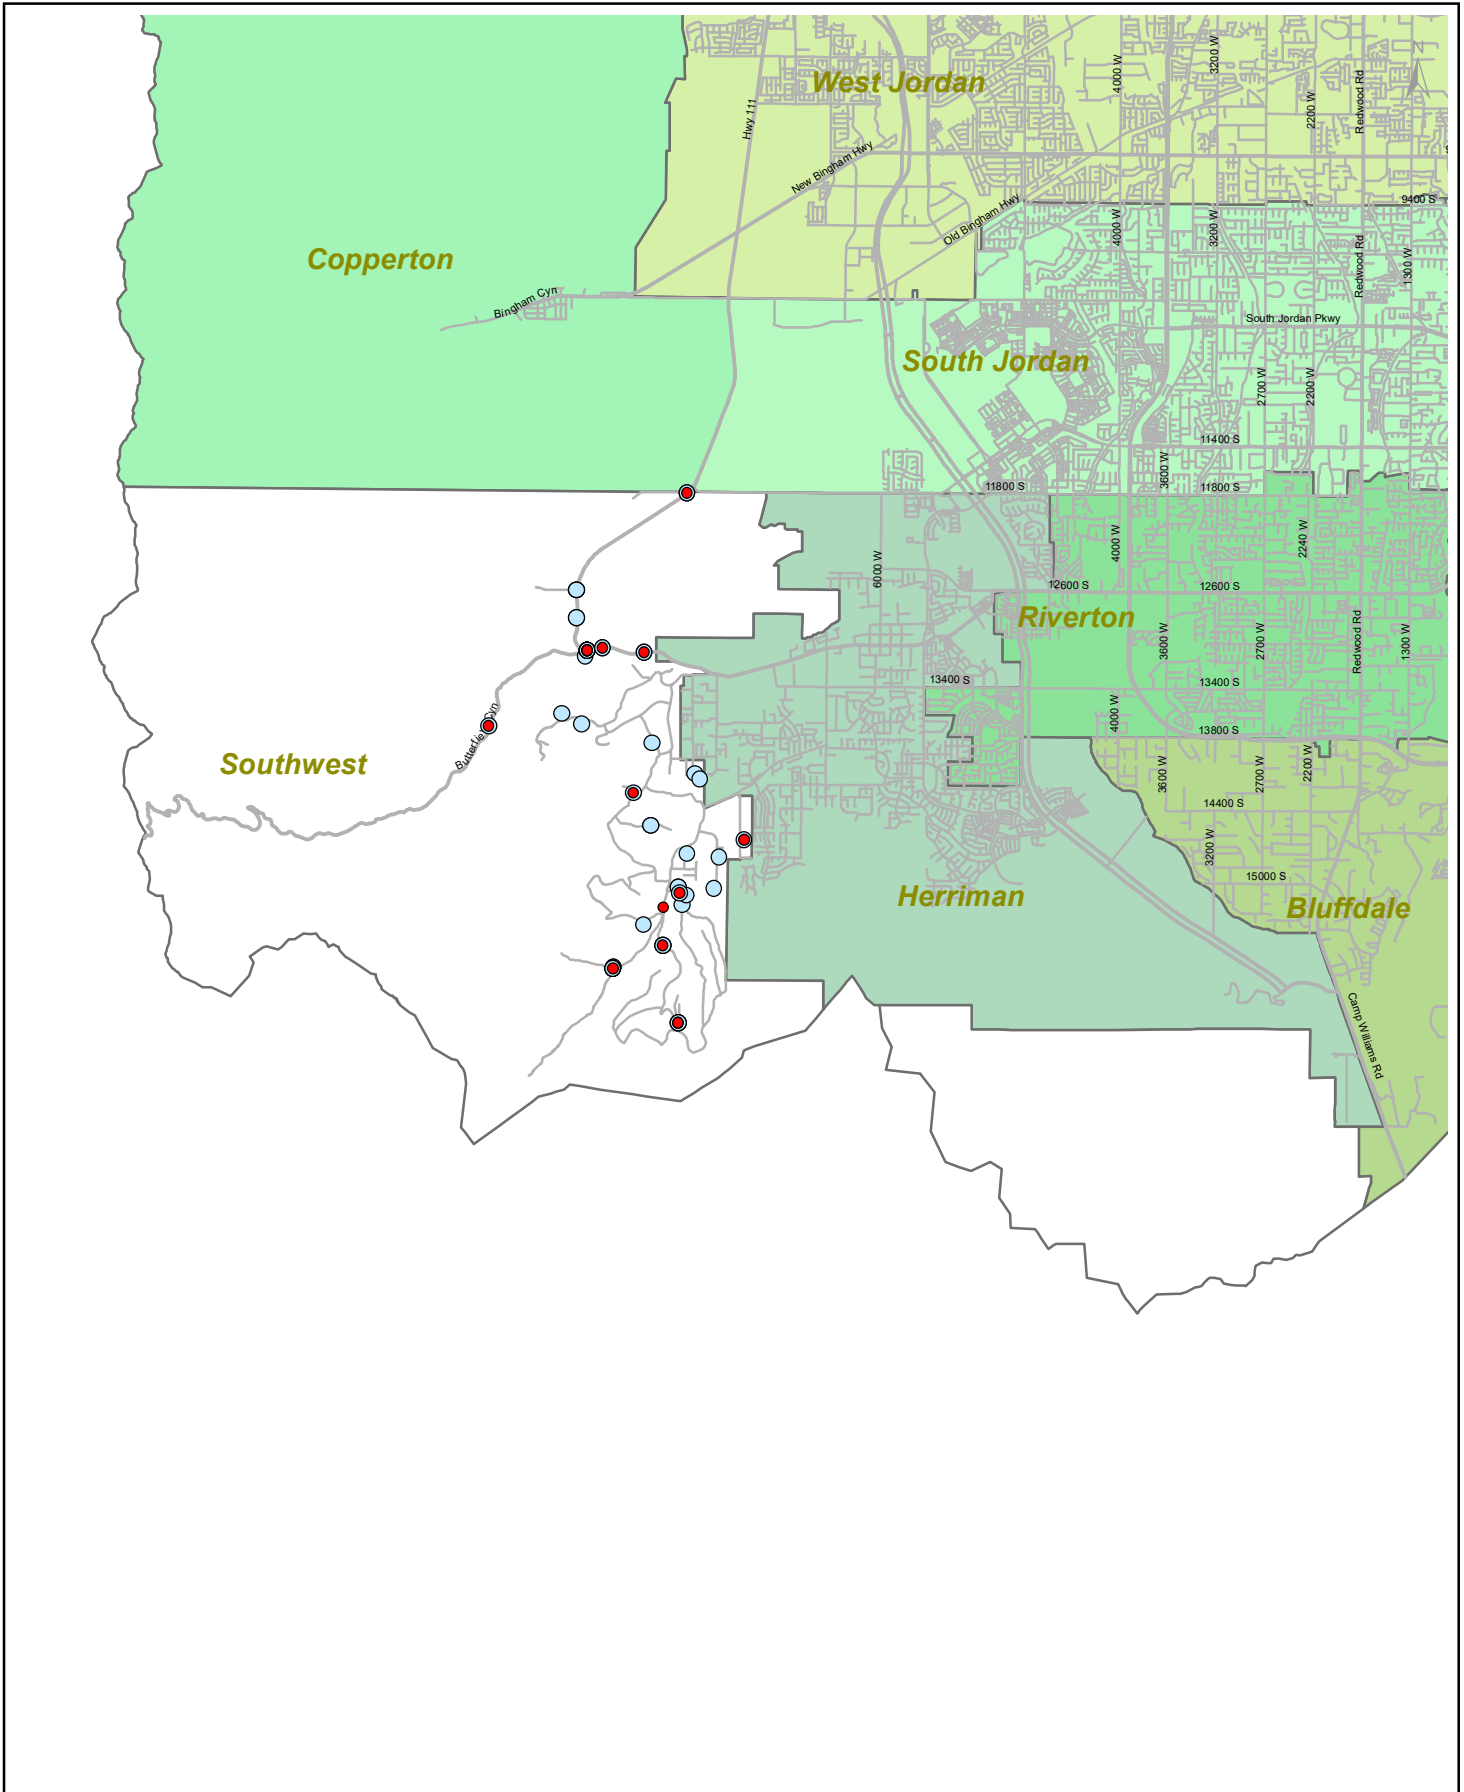 N
West Jordan
3200 W
4000 W
Redwood Rd
2200 W
Hwy 111
New Bingham Hwy
9400 S
Old Bingham Hwy
4000 W
3200 W
Redwood Rd
1300 W
Copperton
Bingham Cyn
South Jordan Pkwy
South Jordan
2700 W
2200 W
11400 S
3600 W
11800 S
11800 S
6000 W
4000 W
2240 W
12600 S
12600 S
Riverton
3600 W
2700 W
Redwood Rd
1300 W
13400 S
13400 S
4000 W
13800 S
Southwest
3600 W
2700 W
2200 W
14400 S
3200 W
15000 S
Herriman
Bluffdale
Camp Williams Rd